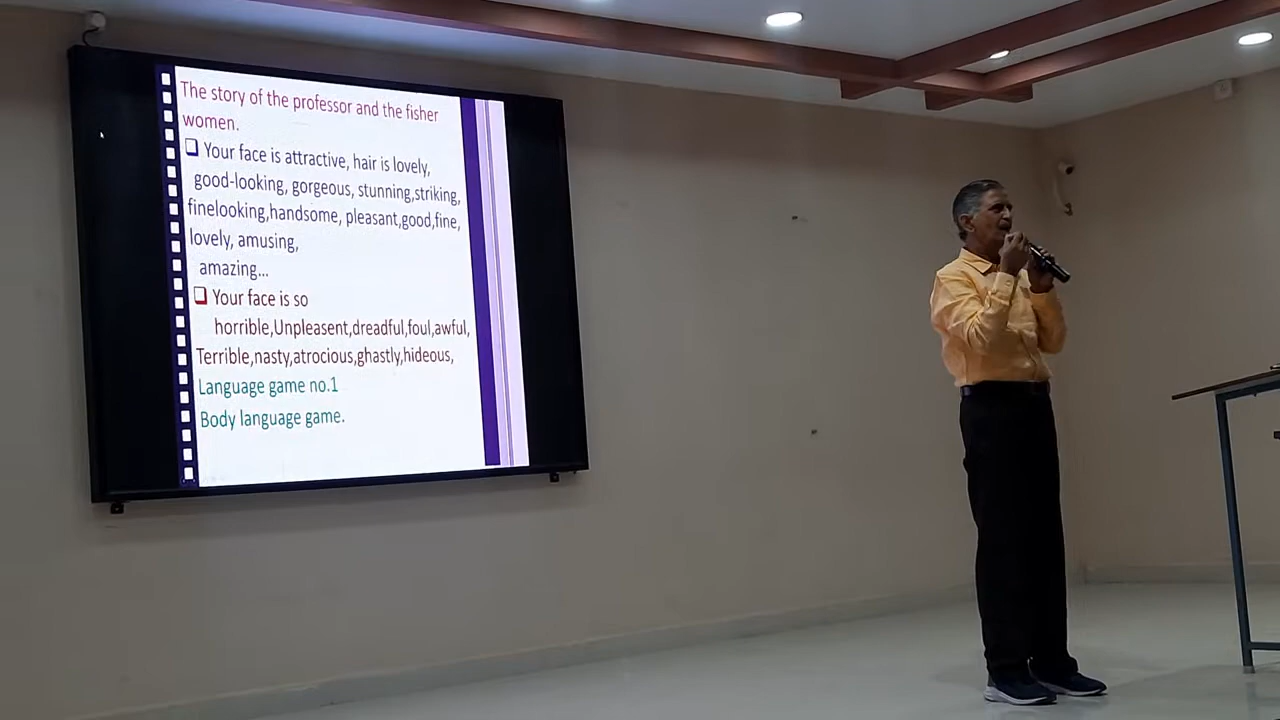 The story of the professor and the fisher
women.
Your face is attractive, hair is lovely,
good-looking, gorgeous, stunning,striking,
finelooking,handsome, pleasant,good,fine,
lovely, amusing,
amazing...
Your face is so
horrible,Unpleasent,dreadful,foul,awful,
Terrible,nasty,atrocious,ghastly,hideous,
Language game no.1
Body language game.